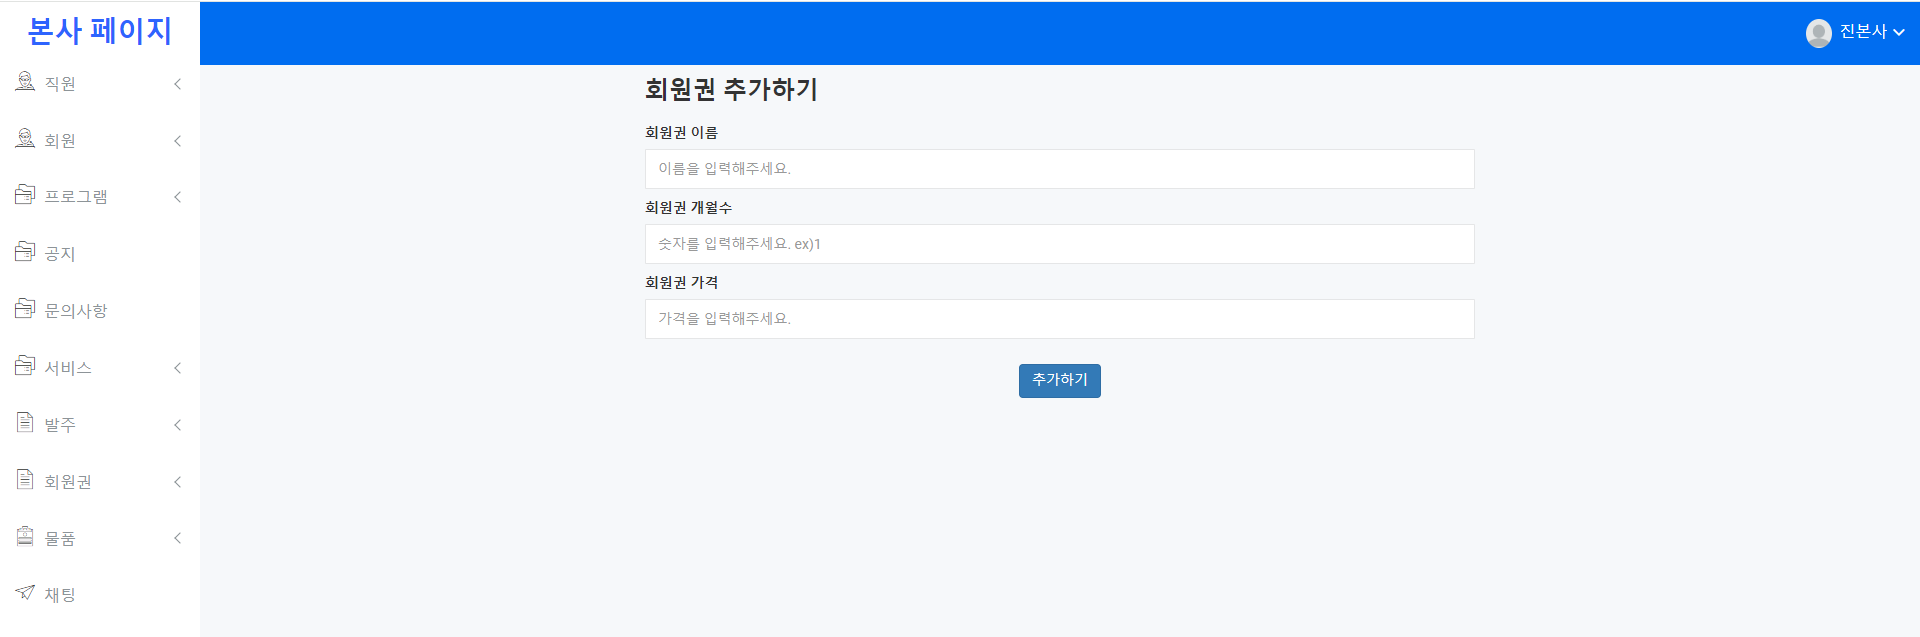 본사 페이지
진본사
직원
회원
프로그램
공지
문의사항
서비스
발주
회원권
물품
채팅
회원권 추가하기
회원권 이름
이름을 입력해주세요.
회원권 개월수
숫자를 입력해주세요. ex)1
회원권 가격
가격을 입력해주세요.
추가하기